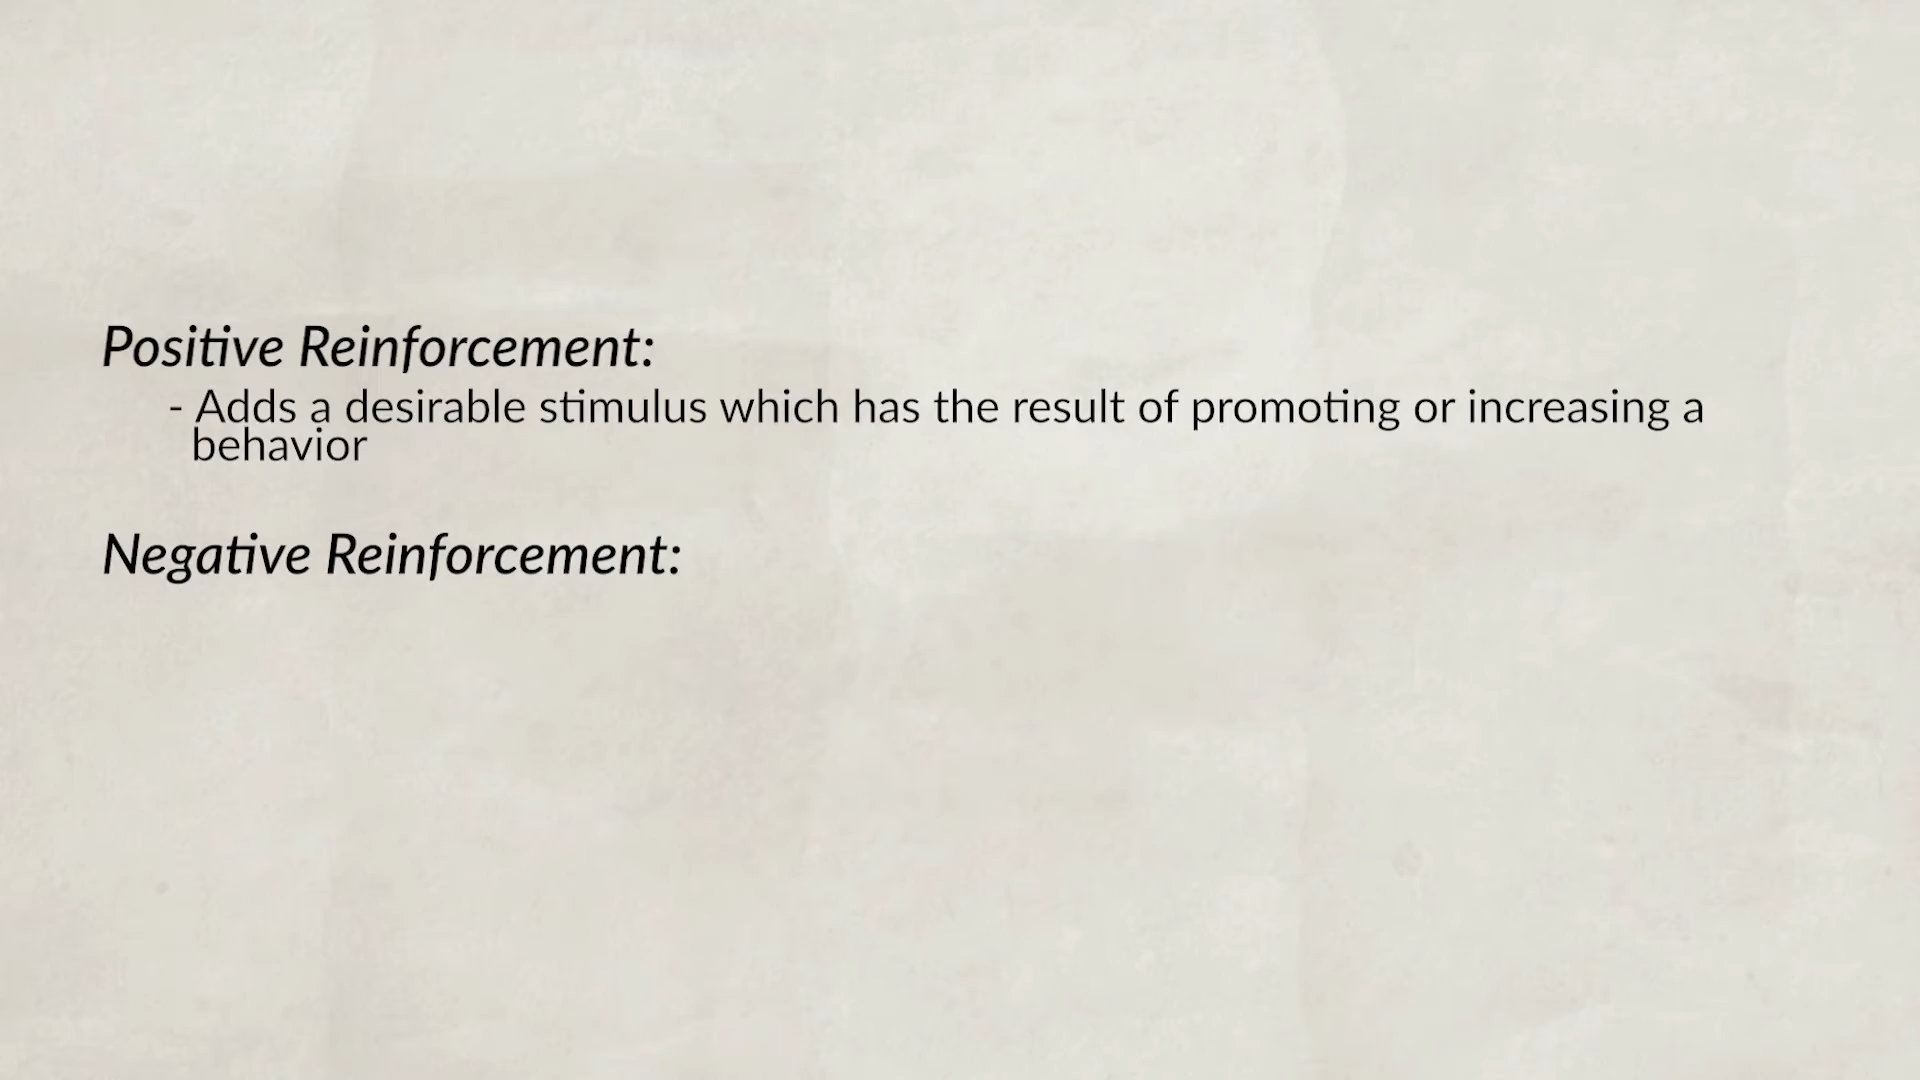 Positive Reinforcement:
- Adds a desirable stimulus which has the result of promoting or increasing a
behavior
Negative Reinforcement: